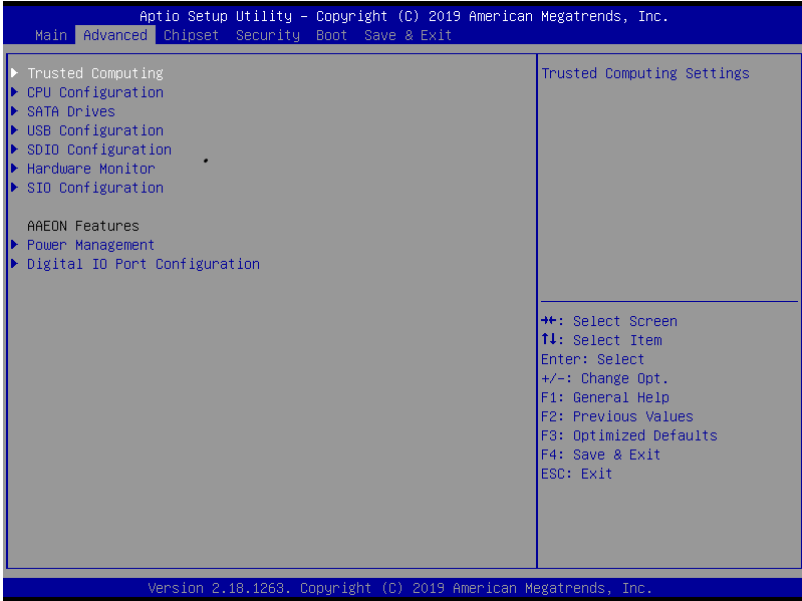 Aptio Setup Utility – Copyright (C) 2019 American Megatrends, Inc.
Main Advanced Chipset Security Boot Save & Exit
Trusted Computing
CPU Configuration
SATA Drives
USB Configuration
SDIO Configuration
Hardware Monitor
SIO Configuration
AAEON Features
Power Management
Digital IO Port Configuration
Trusted Computing Settings
→←: Select Screen
↑↓: Select Item
Enter: Select
+/-: Change Opt.
F1: General Help
F2: Previous Values
F3: Optimized Defaults
F4: Save & Exit
ESC: Exit
Version 2.18.1263. Copyright (C) 2019 American Megatrends, Inc.